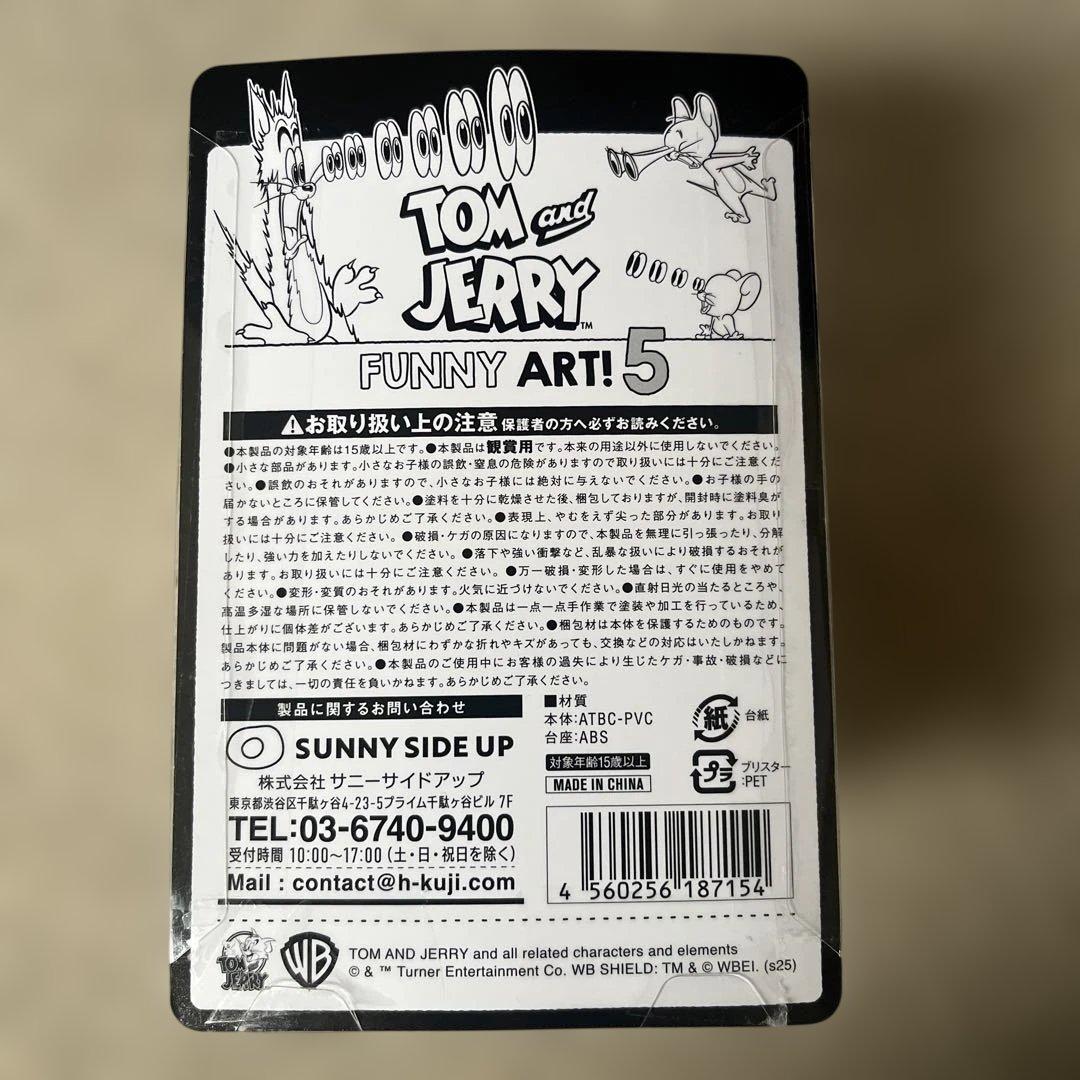 TOM and
JERRY™
FUNNY ART! 5
⚠お取り扱い上の注意 保護者の方へ必ずお読みください。
●本製品の対象年齢は15歳以上です。●本製品は観賞用です。本来の用途以外に使用しないでください。
●小さな部品があります。小さなお子様の誤飲・窒息の危険がありますので取り扱いには十分にご注意くだ
さい。●誤飲のおそれがありますので、小さなお子様には絶対に与えないでください。●お子様の手の
届かないところに保管してください。●塗料を十分に乾燥させた後、梱包しておりますが、開封時に塗料臭が
する場合があります。あらかじめご了承ください。●表現上、やむをえず尖った部分があります。お取り
扱いには十分にご注意ください。●破損・ケガの原因になりますので、本製品を無理に引っ張ったり、分解
したり、強い力を加えたりしないでください。●落下や強い衝撃など、乱暴な扱いにより破損するおそれが
あります。お取り扱いには十分にご注意ください。●万一破損・変形した場合は、すぐに使用をやめて
ください。●変形・変質のおそれがあります。火気に近づけないでください。●直射日光の当たるところや、
高温多湿な場所に保管しないでください。●本製品は一点一点手作業で塗装や加工を行っているため、
仕上がりに個体差がございます。あらかじめご了承ください。●梱包材は本体を保護するためのものです。
製品本体に問題がない場合、梱包材にわずかな折れやキズがあっても、交換などの対応はいたしかねます。
あらかじめご了承ください。●本製品のご使用中にお客様の過失により生じたケガ・事故・破損などに
つきましては、一切の責任を負いかねます。あらかじめご了承ください。
製品に関するお問い合わせ
SUNNY SIDE UP
株式会社 サニーサイドアップ
東京都渋谷区千駄ヶ谷4-23-5プライム千駄ヶ谷ビル 7F
TEL:03-6740-9400
受付時間 10:00〜17:00 (土・日・祝日を除く)
Mail : contact@h-kuji.com
■材質
本体:ATBC-PVC
台座:ABS
対象年齢15歳以上
MADE IN CHINA
紙 台紙
プラ ブリスター
:PET
4 560256 187154
TOM and
JERRY
WB
TOM AND JERRY and all related characters and elements
© & ™ Turner Entertainment Co. WB SHIELD: TM & © WBEI. (s25)